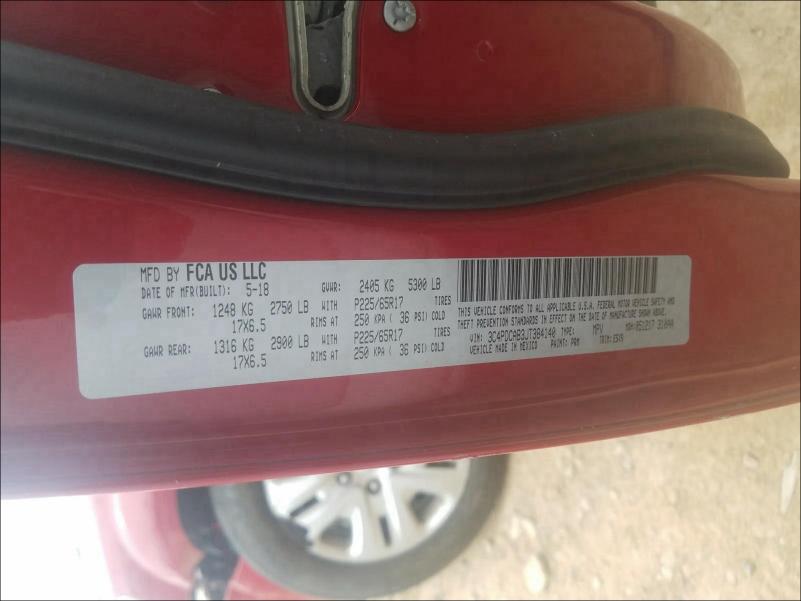 MFD BY FCA US LLC
DATE OF MFR(BUILT): 5-18 GVWR: 2405 KG 5300 LB
GAWR FRONT: 1248 KG 2750 LB WITH P225/65R17 TIRES
17X6.5 RIMS AT 250 KPA ( 36 PSI) COLD
GAWR REAR: 1316 KG 2900 LB WITH P225/65R17 TIRES
17X6.5 RIMS AT 250 KPA ( 36 PSI) COLD
THIS VEHICLE CONFORMS TO ALL APPLICABLE U.S.A. FEDERAL MOTOR VEHICLE SAFETY AND
THEFT PREVENTION STANDARDS IN EFFECT ON THE DATE OF MANUFACTURE SHOWN ABOVE.
VIN: 3C4PDCAB3JT384140 TYPE: MPV MDH: 051217 310AA
VEHICLE MADE IN MEXICO PAINT: PRM TRIM: E5X9